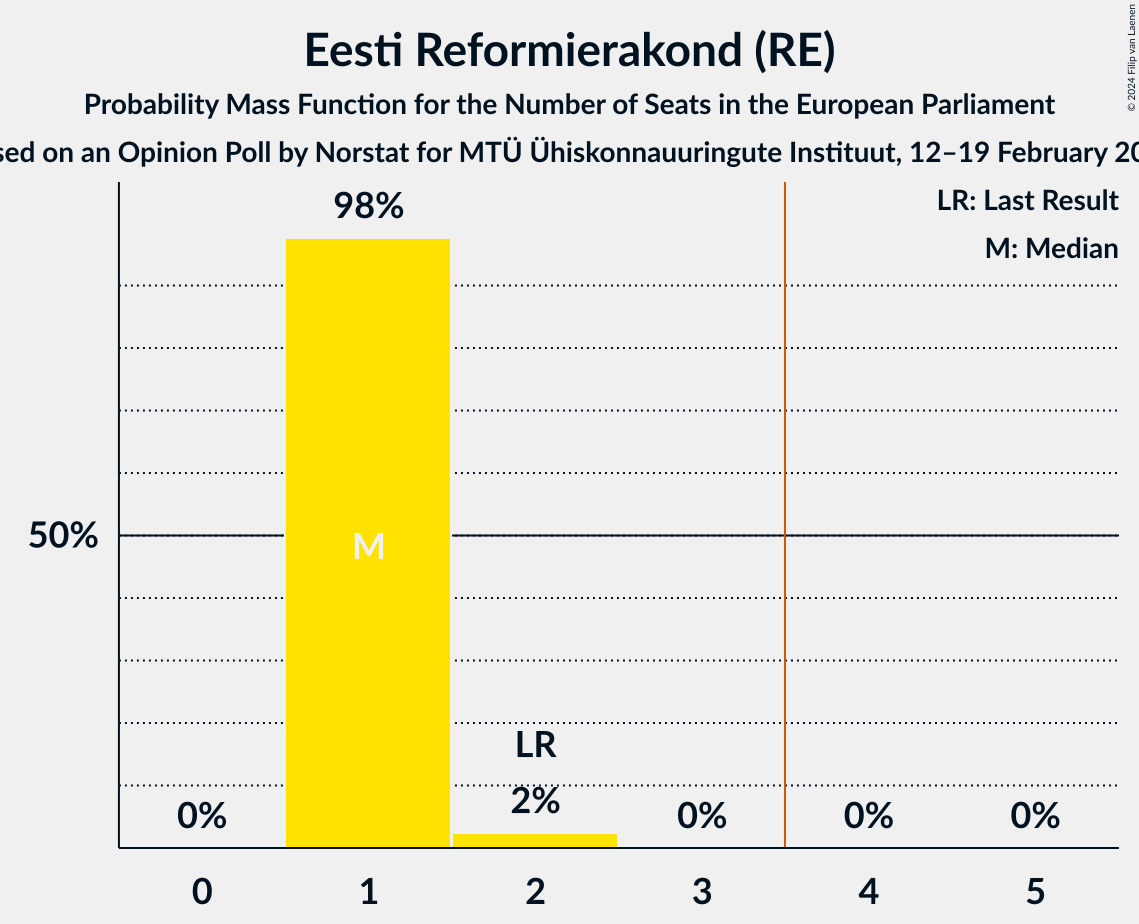 Eesti Reformierakond (RE)
© 2024 Filip van Laenen
Probability Mass Function for the Number of Seats in the European Parliament
on an Opinion Poll by Norstat for MTÜ Ühiskonnauuringute Instituut, 12–19 February
LR: Last Result
M: Median
98%
50%
M
LR
0%
2%
0%
0%
0%
0 1 2 3 4 5